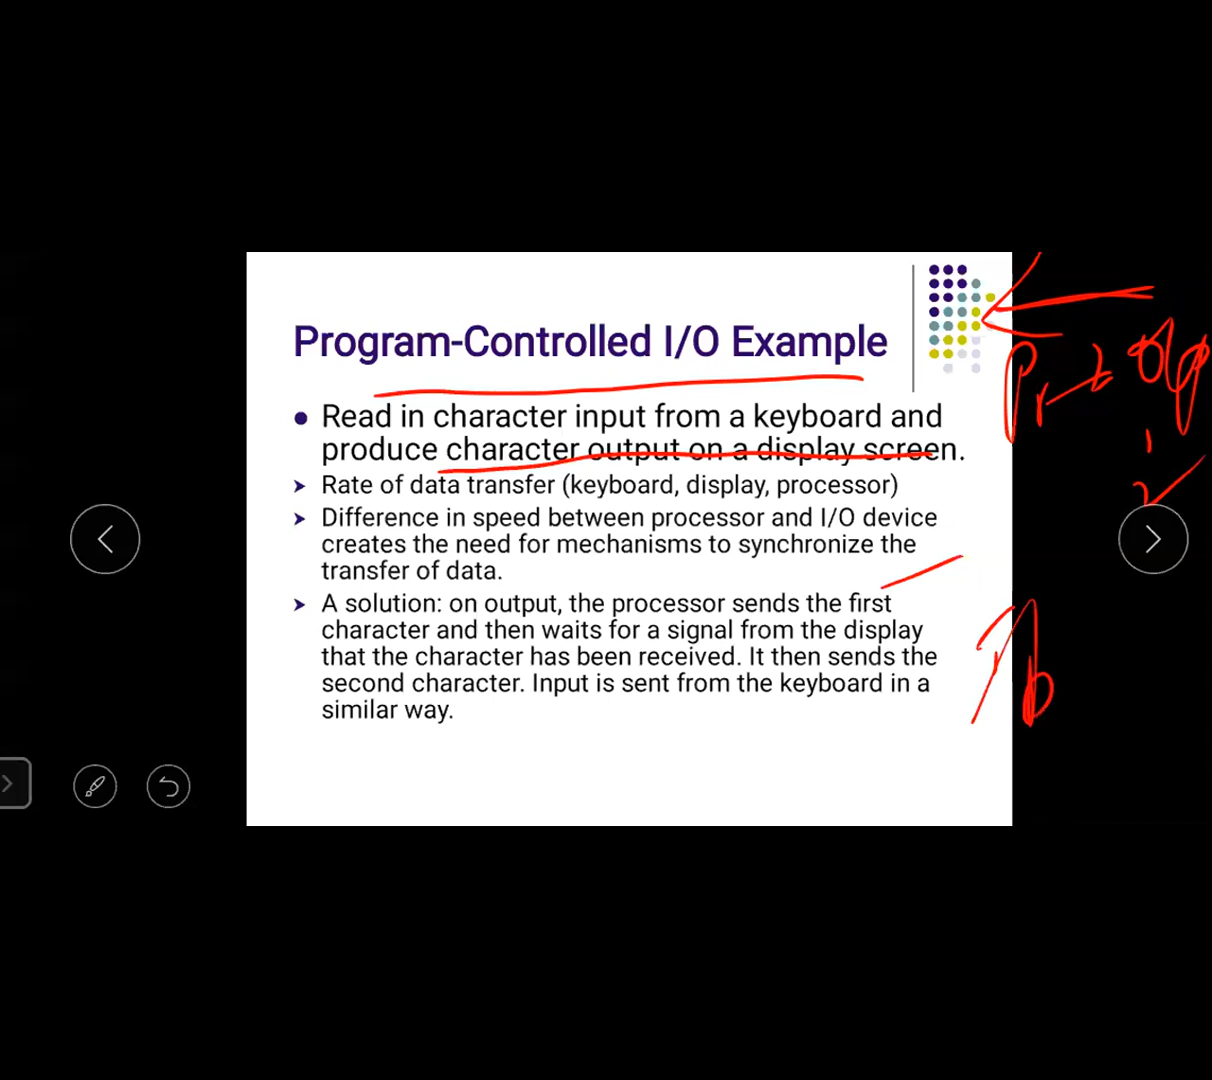 Program-Controlled I/O Example
● Read in character input from a keyboard and
produce character output on a display screen.
➤ Rate of data transfer (keyboard, display, processor)
➤ Difference in speed between processor and I/O device
creates the need for mechanisms to synchronize the
transfer of data.
➤ A solution: on output, the processor sends the first
character and then waits for a signal from the display
that the character has been received. It then sends the
second character. Input is sent from the keyboard in a
similar way.